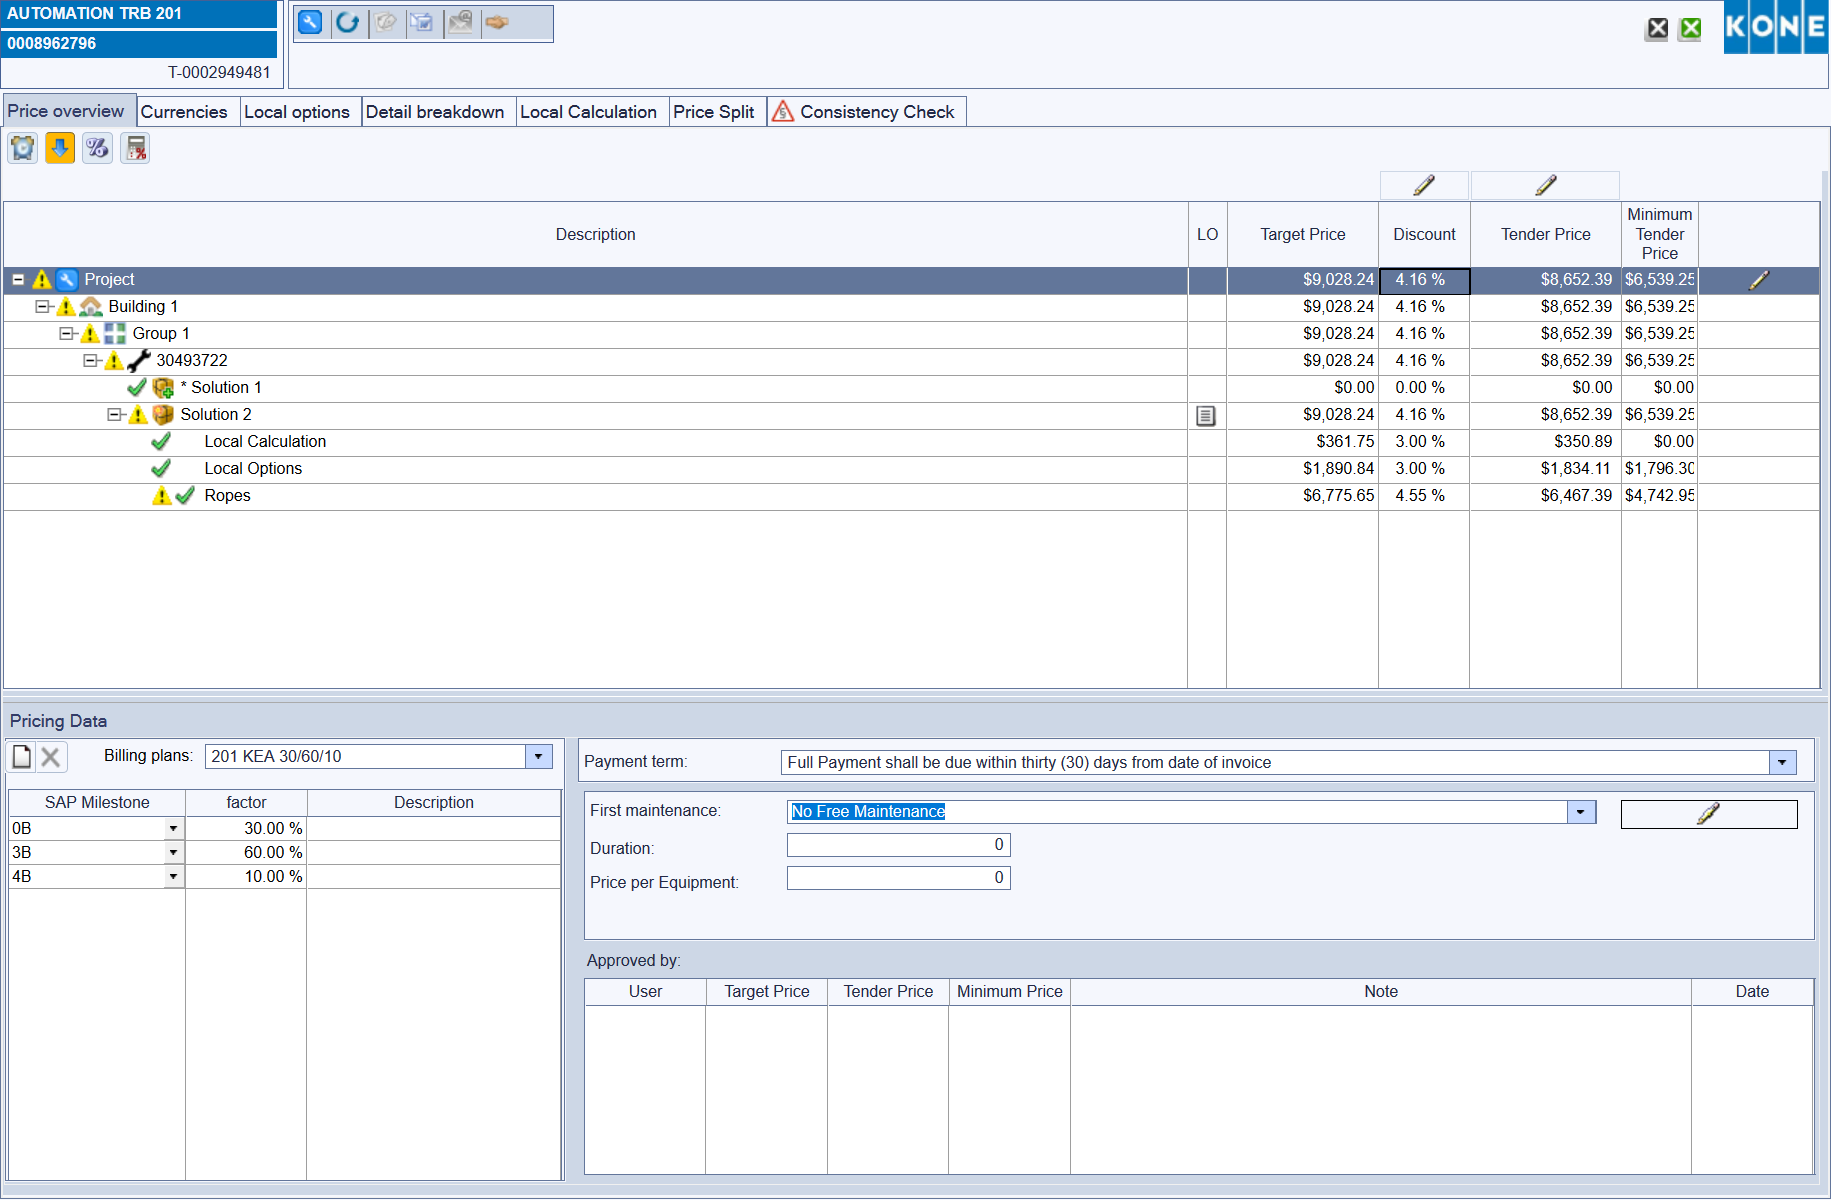 AUTOMATION TRB 201
0008962796
T-0002949481
KONE
Price overview Currencies Local options Detail breakdown Local Calculation Price Split Consistency Check
Description LO Target Price Discount Tender Price Minimum Tender Price
Project $9,028.24 4.16 % $8,652.39 $6,539.25
Building 1 $9,028.24 4.16 % $8,652.39 $6,539.25
Group 1 $9,028.24 4.16 % $8,652.39 $6,539.25
30493722 $9,028.24 4.16 % $8,652.39 $6,539.25
* Solution 1 $0.00 0.00 % $0.00 $0.00
Solution 2 $9,028.24 4.16 % $8,652.39 $6,539.25
Local Calculation $361.75 3.00 % $350.89 $0.00
Local Options $1,890.84 3.00 % $1,834.11 $1,796.30
Ropes $6,775.65 4.55 % $6,467.39 $4,742.95
Pricing Data
Billing plans: 201 KEA 30/60/10
SAP Milestone factor Description
0B 30.00 %
3B 60.00 %
4B 10.00 %
Payment term: Full Payment shall be due within thirty (30) days from date of invoice
First maintenance: No Free Maintenance
Duration: 0
Price per Equipment: 0
Approved by:
User Target Price Tender Price Minimum Price Note Date